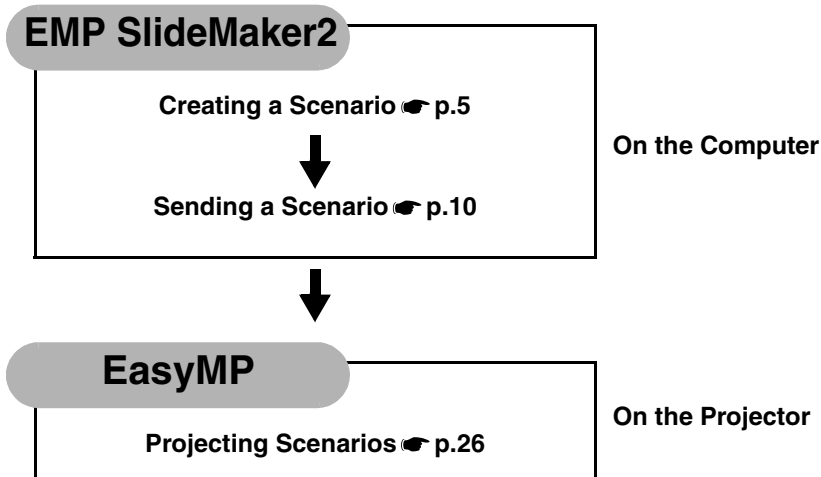 EMP SlideMaker2
Creating a Scenario ☛ p.5
On the Computer
Sending a Scenario ☛ p.10
EasyMP
On the Projector
Projecting Scenarios ☛ p.26